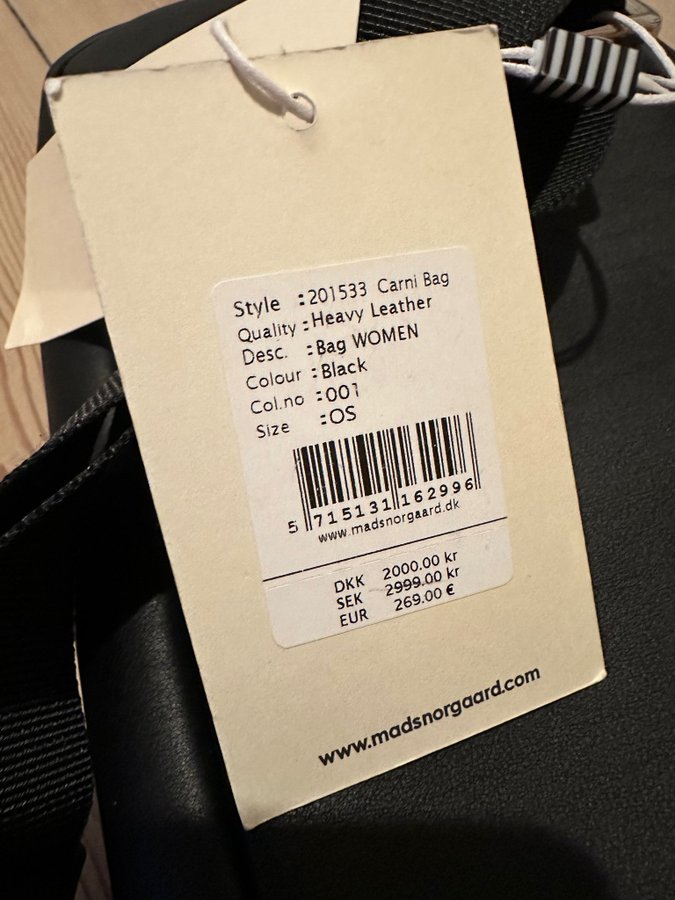 Style :201533 Carni Bag
Quality :Heavy Leather
Desc. :Bag WOMEN
Colour :Black
Col.no :001
Size :OS
5 715131 162996
www.madsnorgaard.dk
DKK 2000.00 kr
SEK 2999.00 kr
EUR 269.00 €
www.madsnorgaard.com